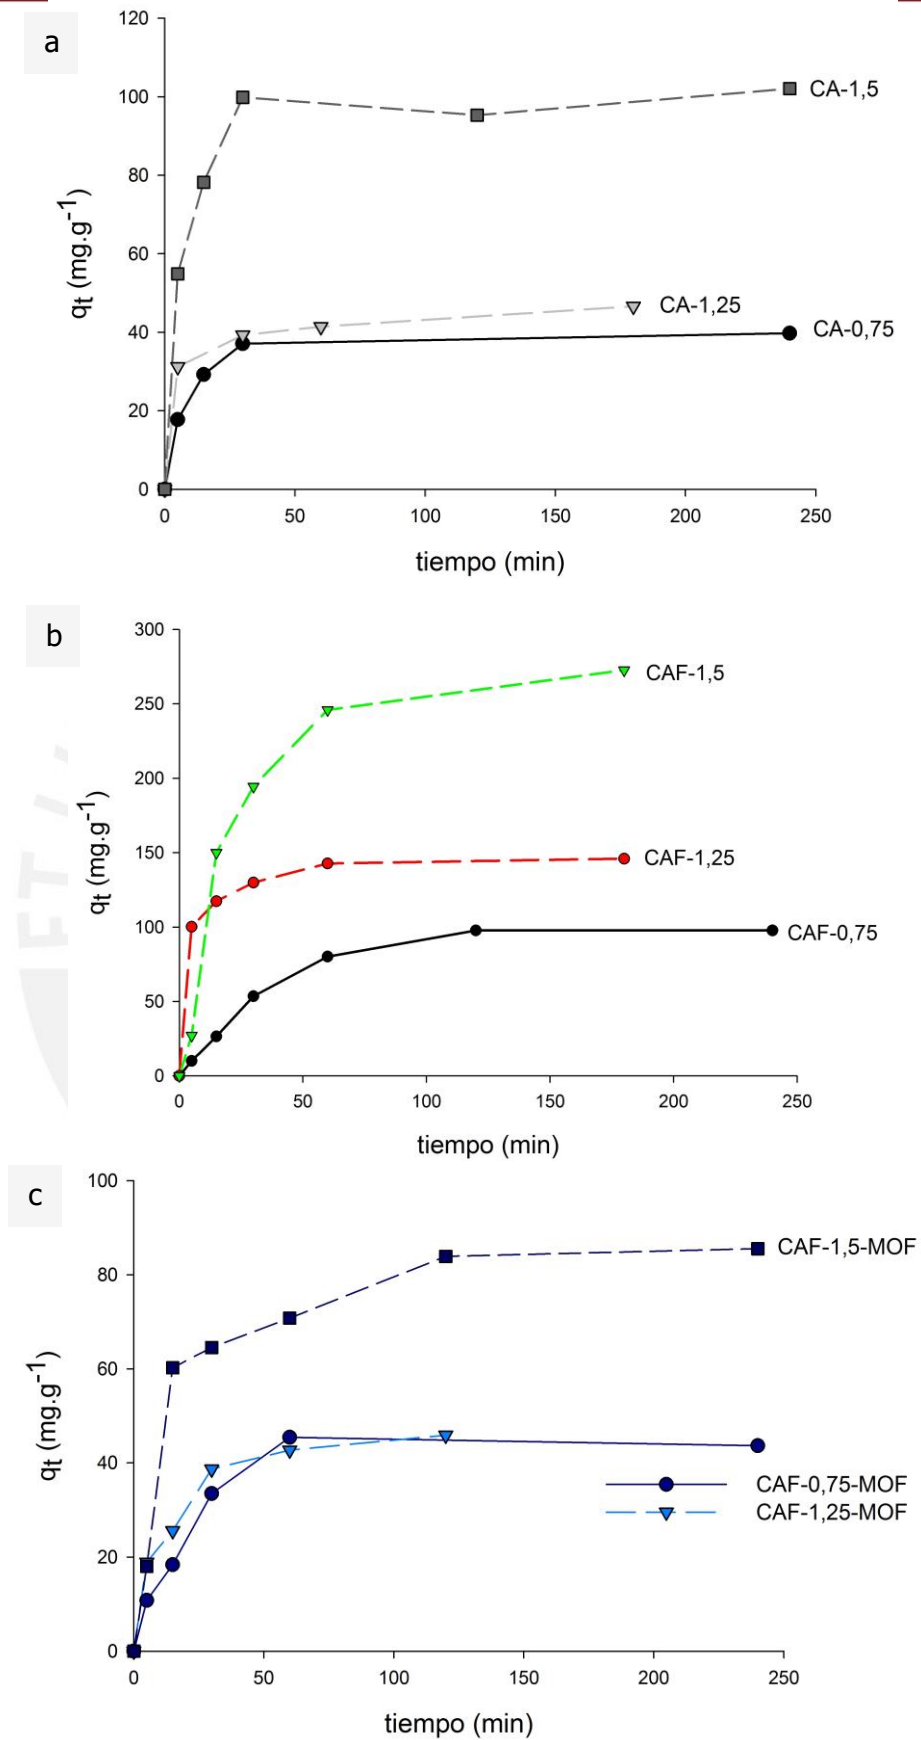 a
120
100
80
60
40
20
0
qt (mg.g-1)
CA-1,5
CA-1,25
CA-0,75
0 50 100 150 200 250
tiempo (min)
b
300
250
200
150
100
50
0
qt (mg.g-1)
CAF-1,5
CAF-1,25
CAF-0,75
0 50 100 150 200 250
tiempo (min)
c
100
80
60
40
20
0
qt (mg.g-1)
CAF-1,5-MOF
CAF-0,75-MOF
CAF-1,25-MOF
0 50 100 150 200 250
tiempo (min)